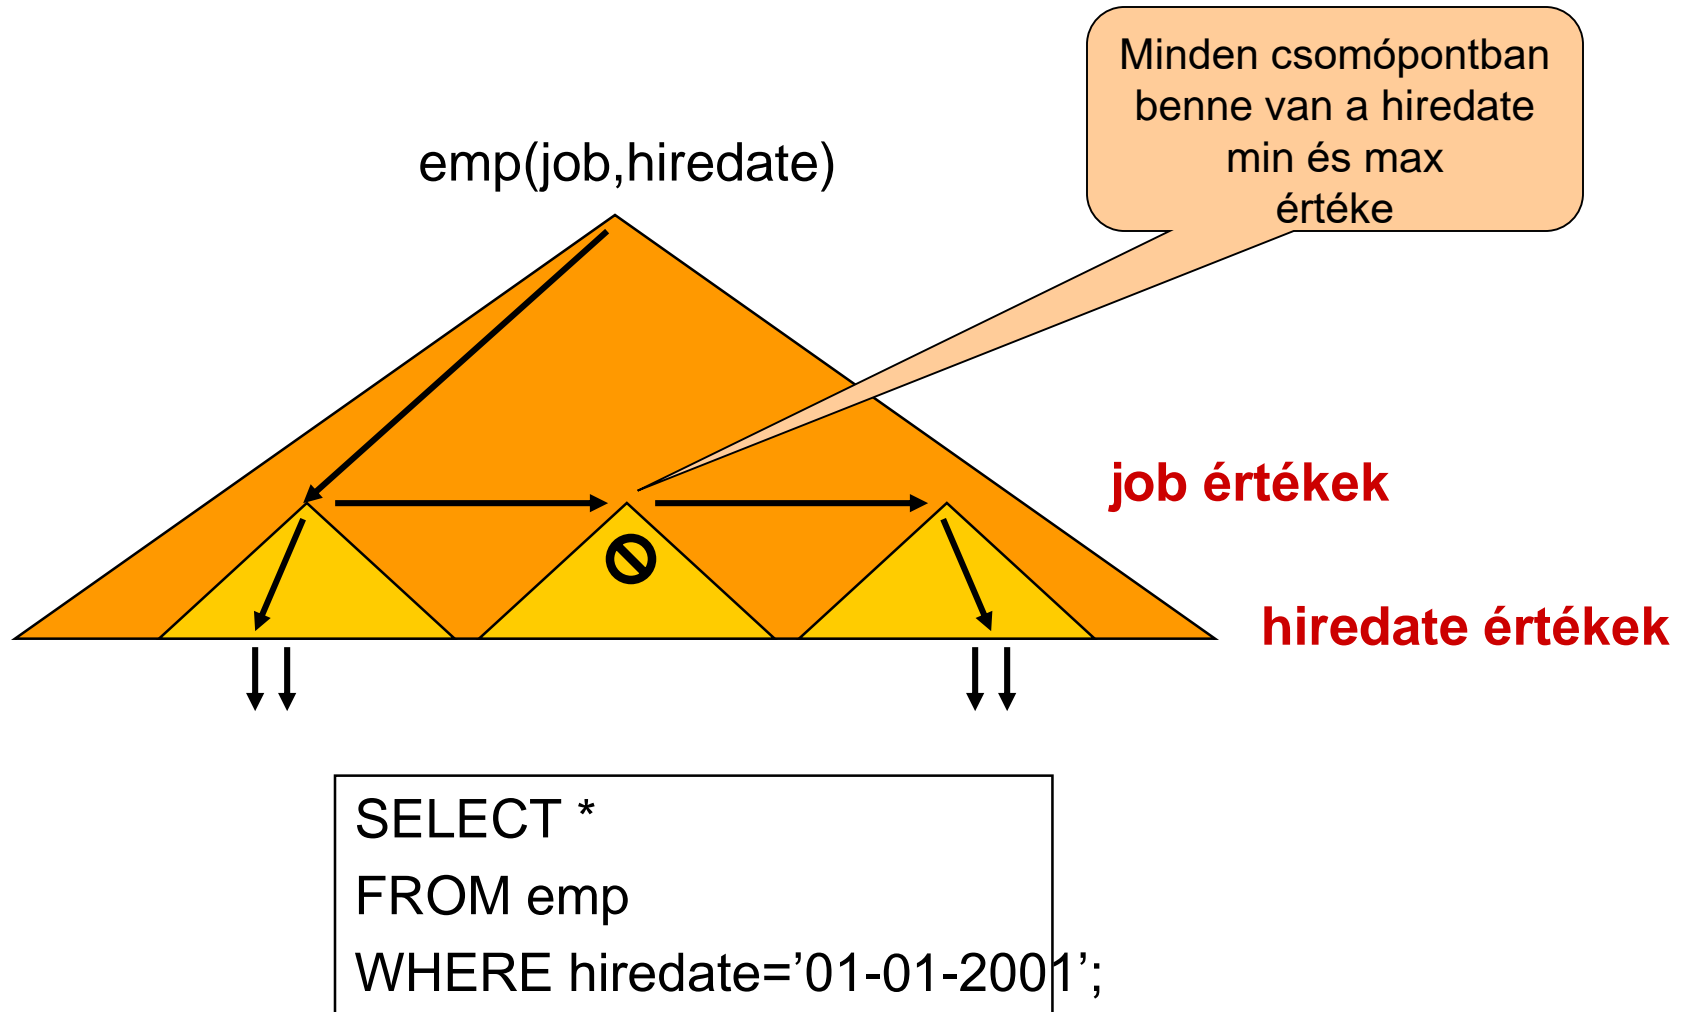 Minden csomópontban
benne van a hiredate
min és max
értéke
emp(job,hiredate)
job értékek
hiredate értékek
SELECT *
FROM emp
WHERE hiredate=’01-01-2001’;